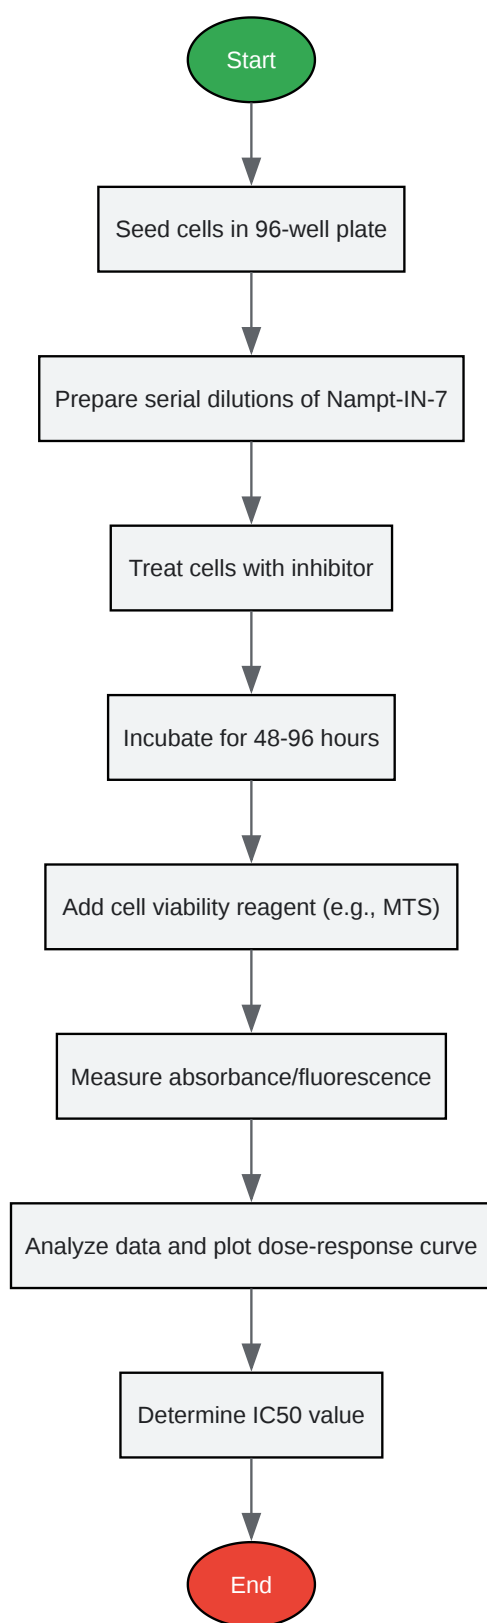 Start
Seed cells in 96-well plate
Prepare serial dilutions of Nampt-IN-7
Treat cells with inhibitor
Incubate for 48-96 hours
Add cell viability reagent (e.g., MTS)
Measure absorbance/fluorescence
Analyze data and plot dose-response curve
Determine IC50 value
End